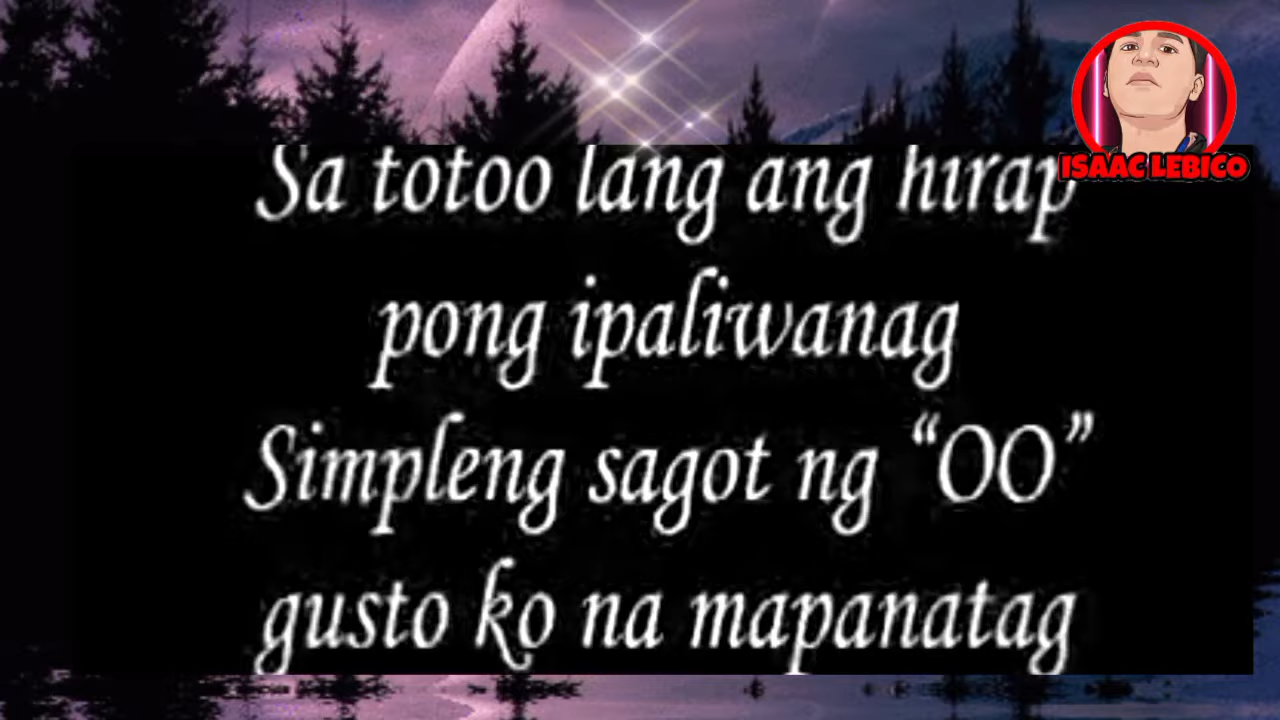 ISAAC LEBICO
Sa totoo lang ang hirap
pong ipaliwanag
Simpleng sagot ng “OO”
gusto ko na mapanatag